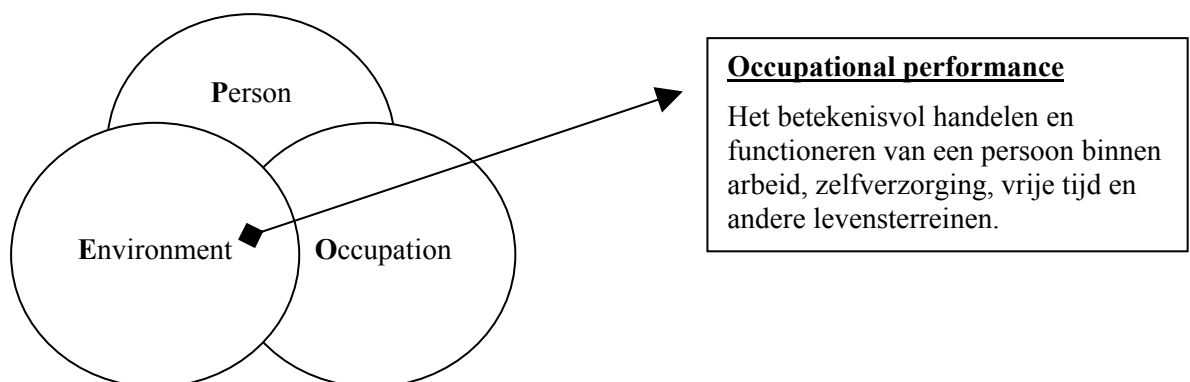 Person
Environment
Occupation
Occupational performance
Het betekenisvol handelen en
functioneren van een persoon binnen
arbeid, zelfverzorging, vrije tijd en
andere levensterreinen.